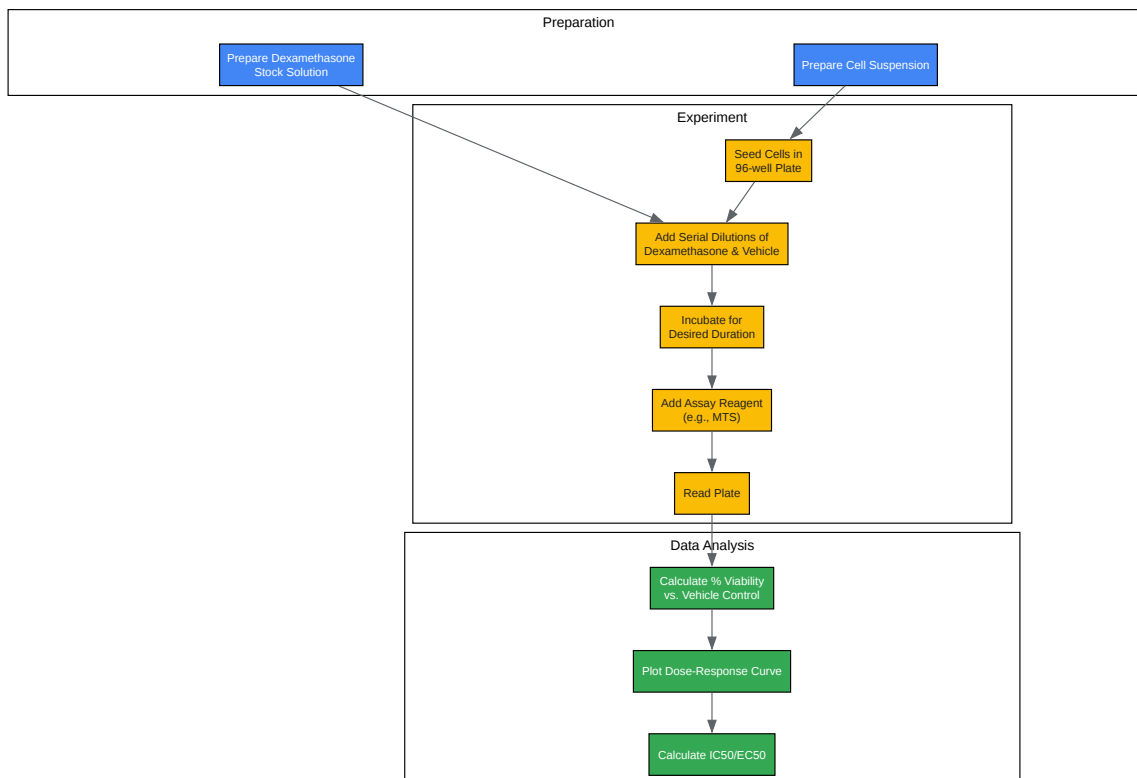 Preparation
Prepare Dexamethasone
Stock Solution
Prepare Cell Suspension
Experiment
Seed Cells in
96-well Plate
Add Serial Dilutions of
Dexamethasone & Vehicle
Incubate for
Desired Duration
Add Assay Reagent
(e.g., MTS)
Read Plate
Data Analysis
Calculate % Viability
vs. Vehicle Control
Plot Dose-Response Curve
Calculate IC50/EC50